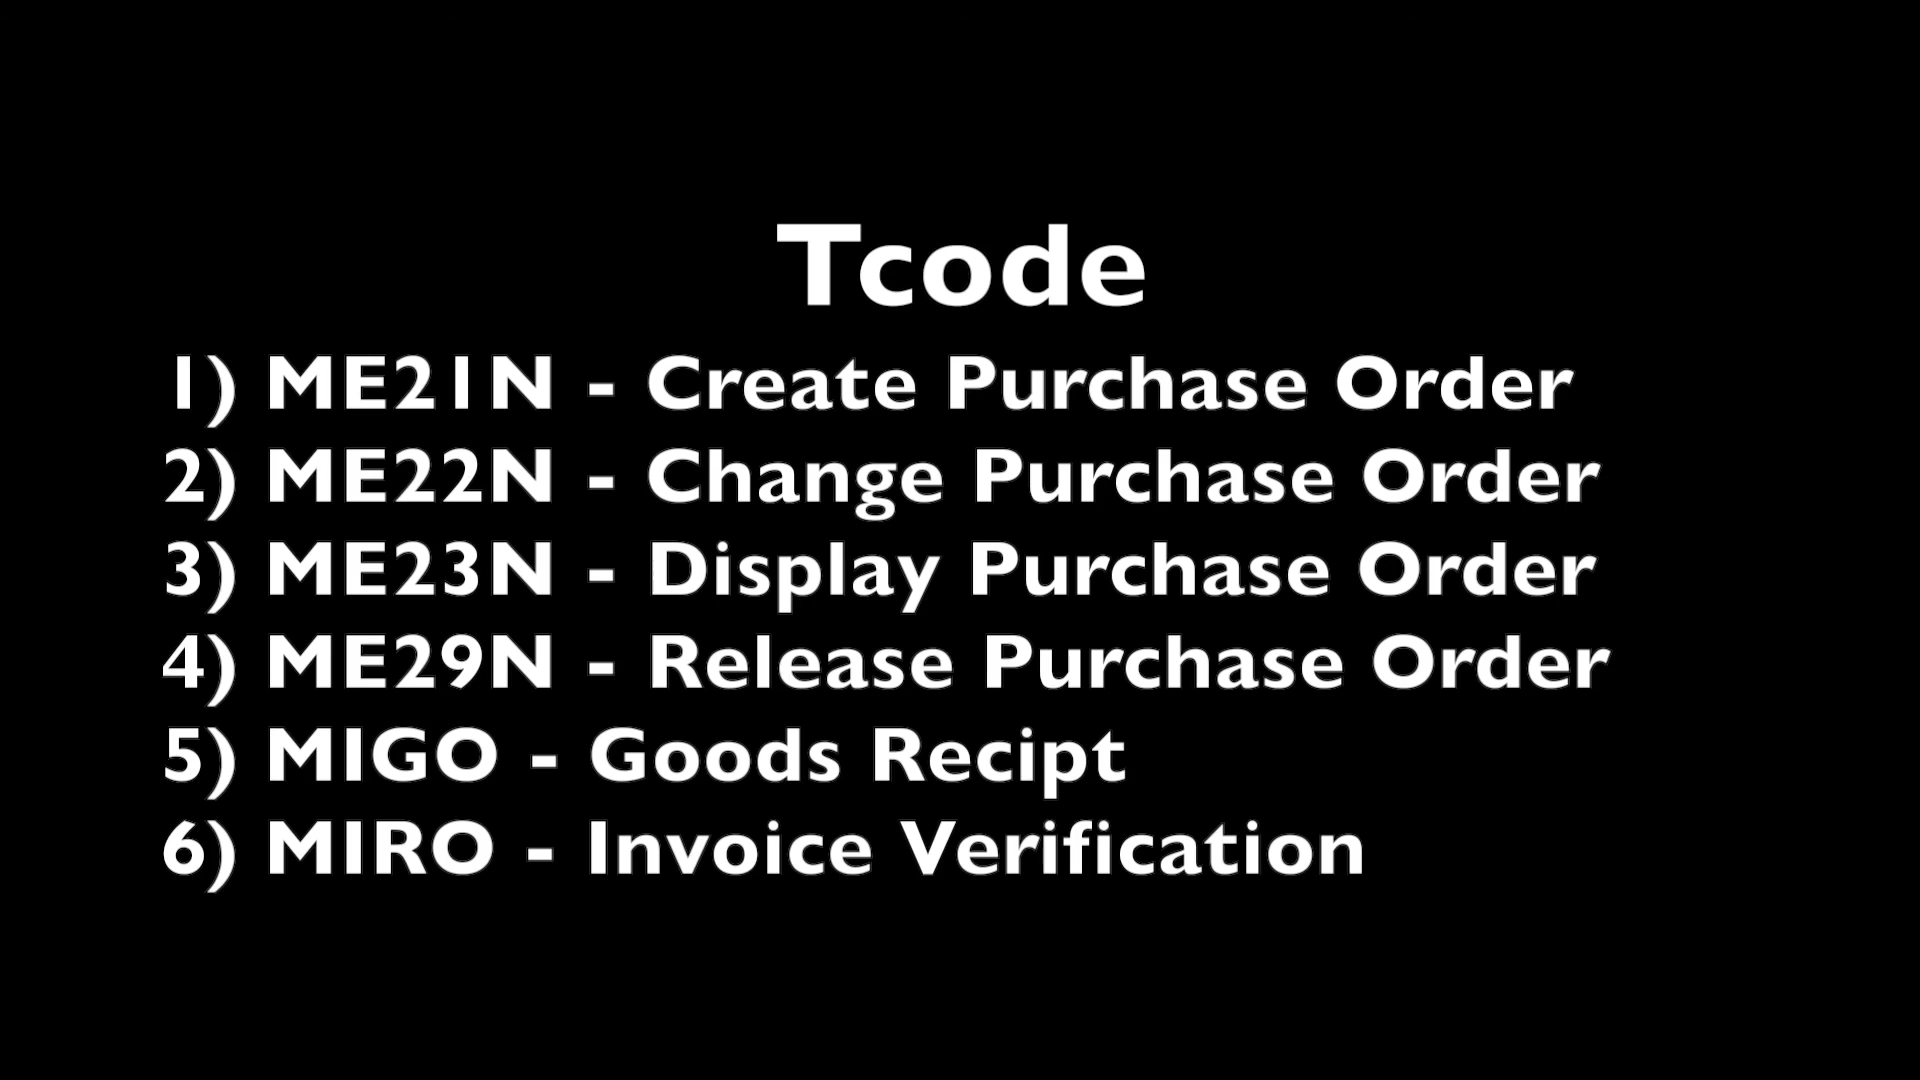 Tcode
1) ME21N - Create Purchase Order
2) ME22N - Change Purchase Order
3) ME23N - Display Purchase Order
4) ME29N - Release Purchase Order
5) MIGO - Goods Recipt
6) MIRO - Invoice Verification